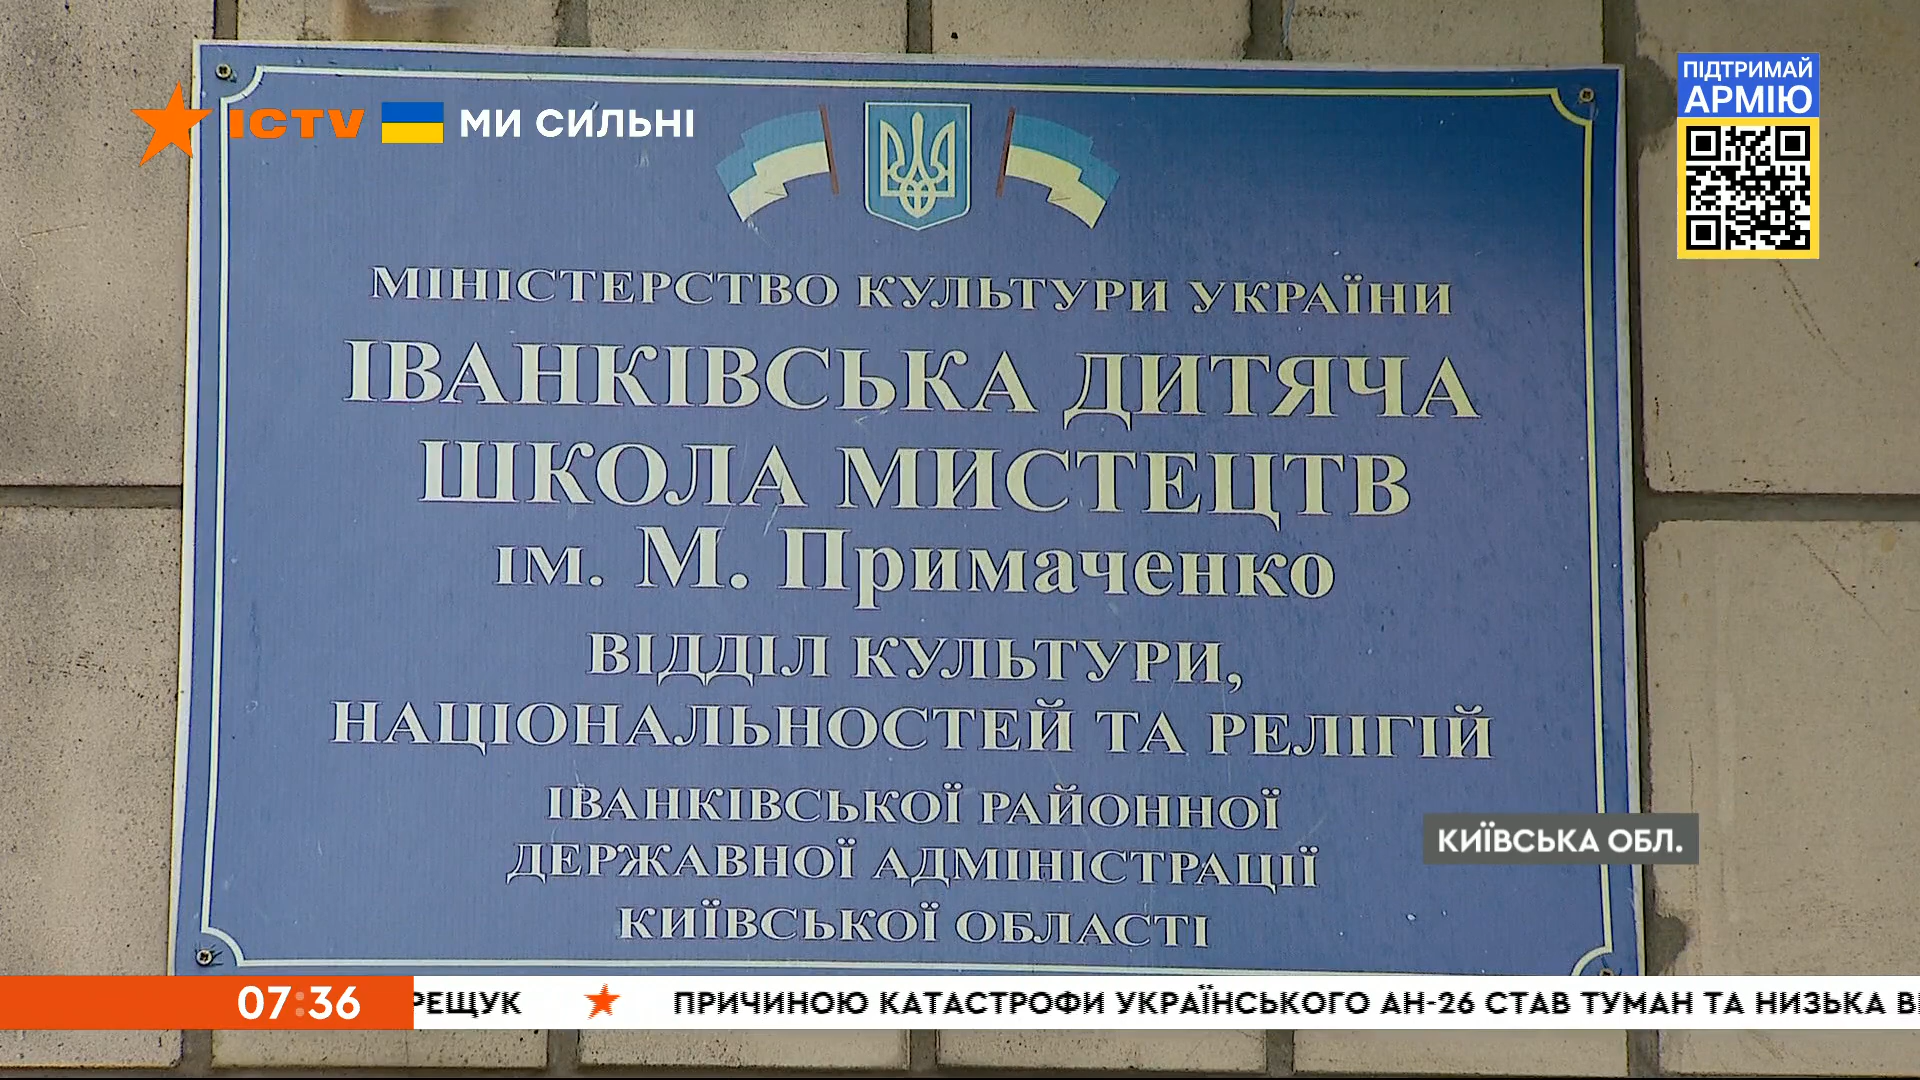 ICTV МИ СИЛЬНІ
ПІДТРИМАЙ
АРМІЮ
МІНІСТЕРСТВО КУЛЬТУРИ УКРАЇНИ
ІВАНКІВСЬКА ДИТЯЧА
ШКОЛА МИСТЕЦТВ
ІМ. М. Примаченко
ВІДДІЛ КУЛЬТУРИ,
НАЦІОНАЛЬНОСТЕЙ ТА РЕЛІГІЙ
ІВАНКІВСЬКОЇ РАЙОННОЇ
ДЕРЖАВНОЇ АДМІНІСТРАЦІЇ
КИЇВСЬКОЇ ОБЛАСТІ
КИЇВСЬКА ОБЛ.
07:36 РЕЩУК ПРИЧИНОЮ КАТАСТРОФИ УКРАЇНСЬКОГО АН-26 СТАВ ТУМАН ТА НИЗЬКА